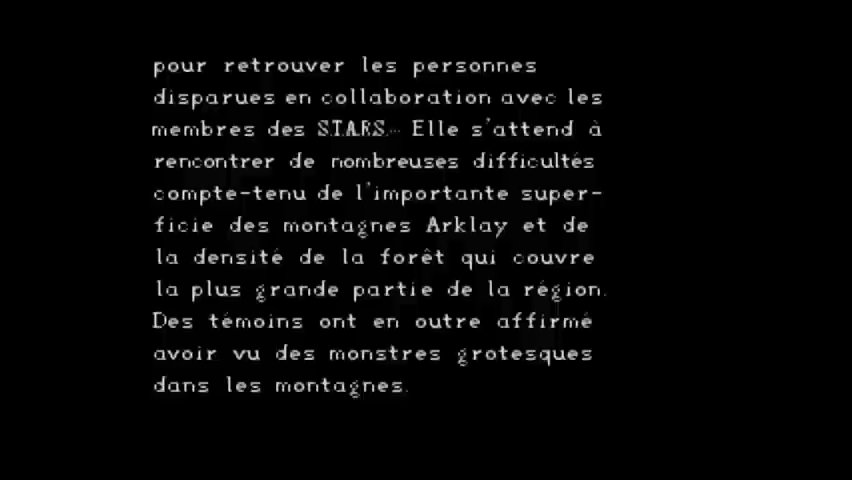 pour retrouver les personnes
disparues en collaboration avec les
membres des S.T.A.R.S... Elle s'attend à
rencontrer de nombreuses difficultés
compte-tenu de l'importante super-
ficie des montagnes Arklay et de
la densité de la forêt qui couvre
la plus grande partie de la région.
Des témoins ont en outre affirmé
avoir vu des monstres grotesques
dans les montagnes.